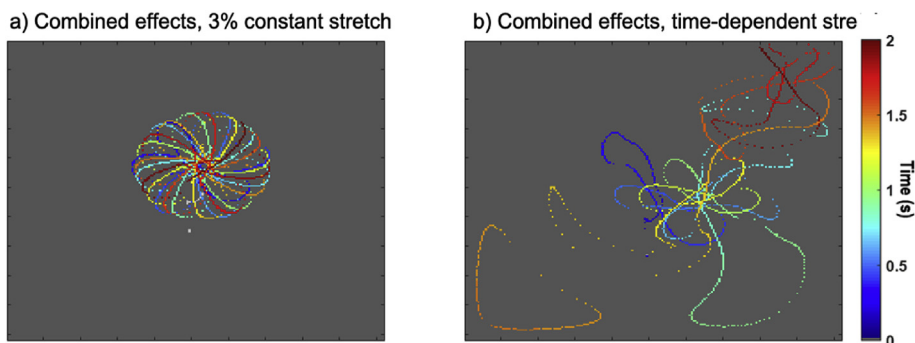 a) Combined effects, 3% constant stretch
b) Combined effects, time-dependent stre
2
1.5
1
0.5
0
Time (s)